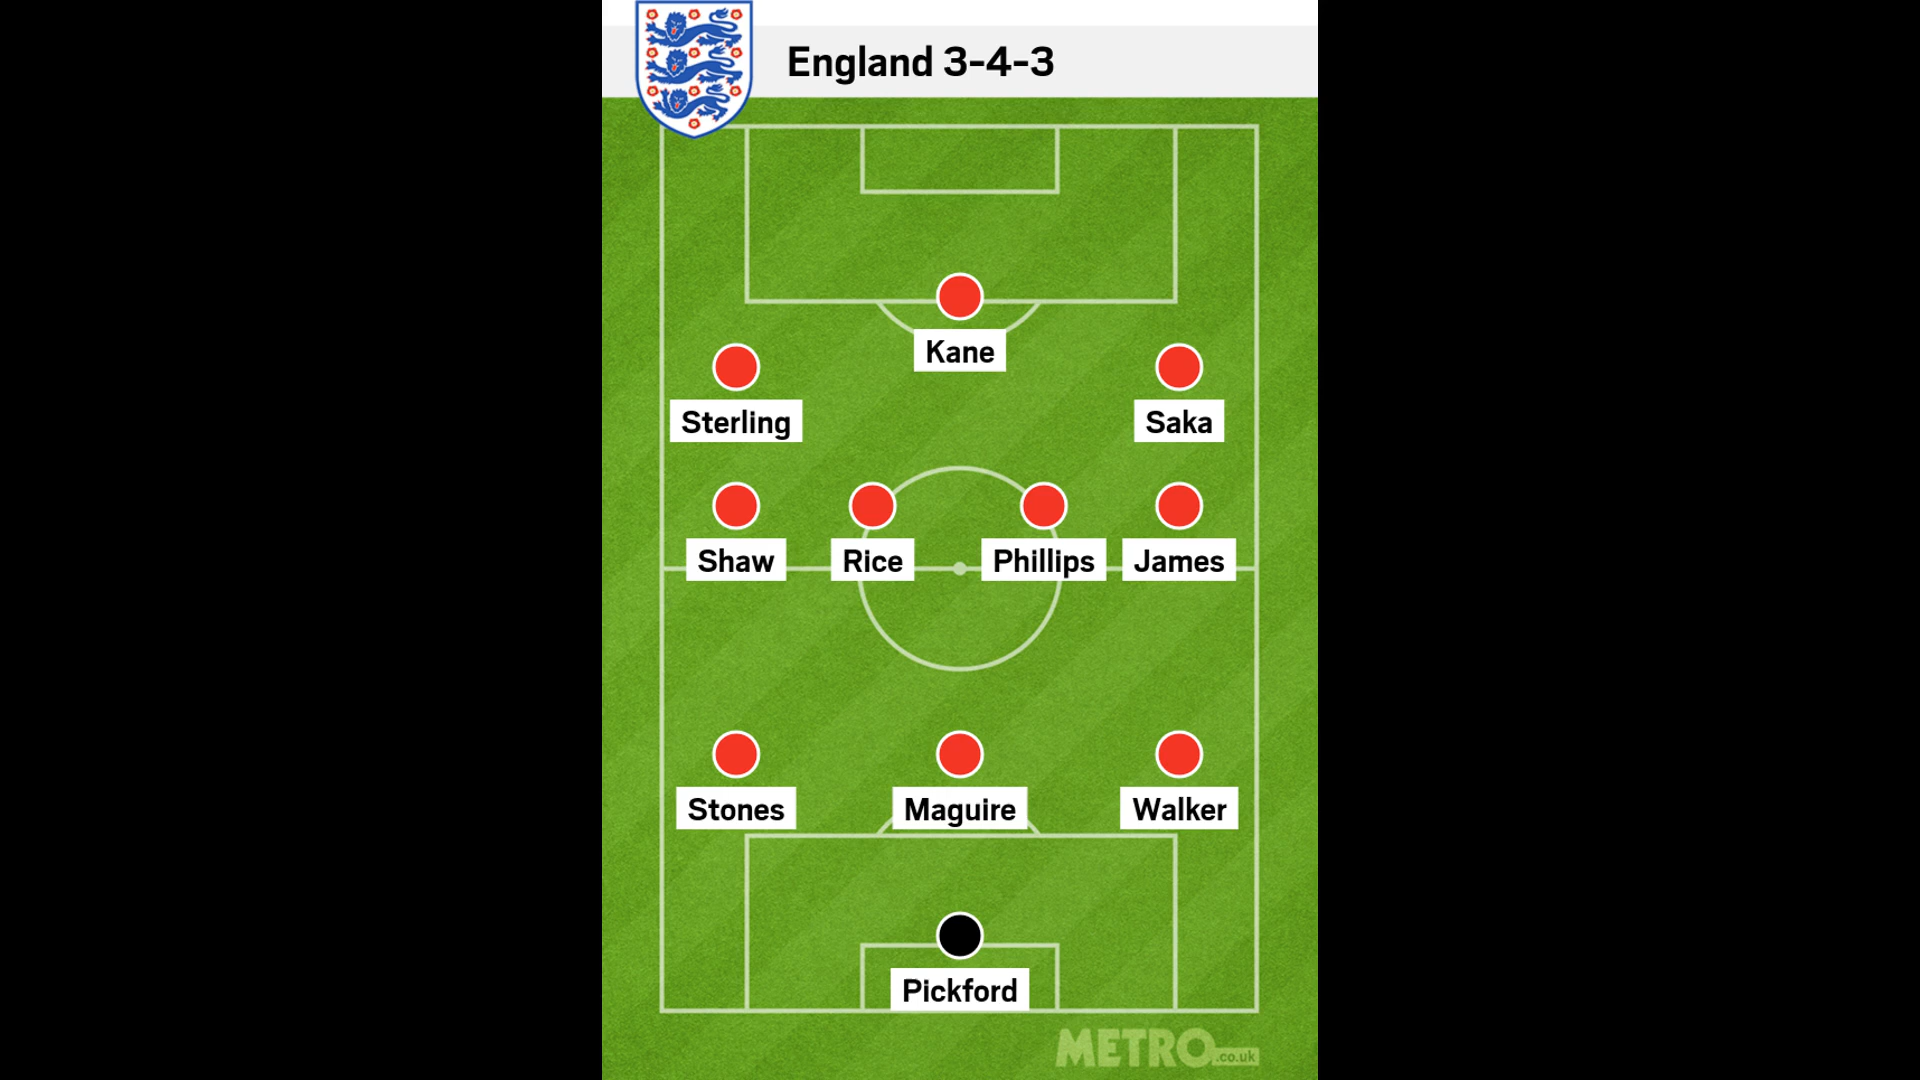 England 3-4-3
Kane
Sterling
Saka
Shaw
Rice
Phillips
James
Stones
Maguire
Walker
Pickford
METRO.co.uk